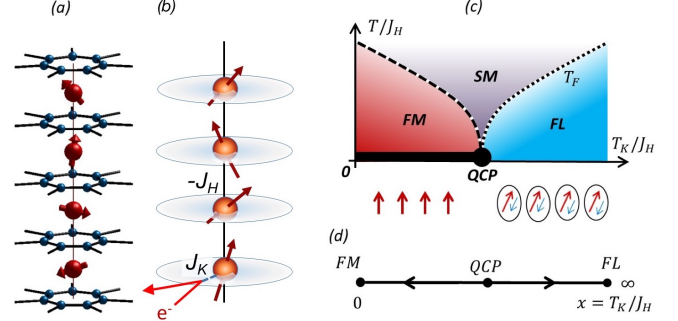 (a)
(b)
-J_H
J_K
e^-
(c)
T/J_H
SM
T_F
FM
FL
T_K/J_H
0
QCP
(d)
FM QCP FL
∞
0 x = T_K/J_H